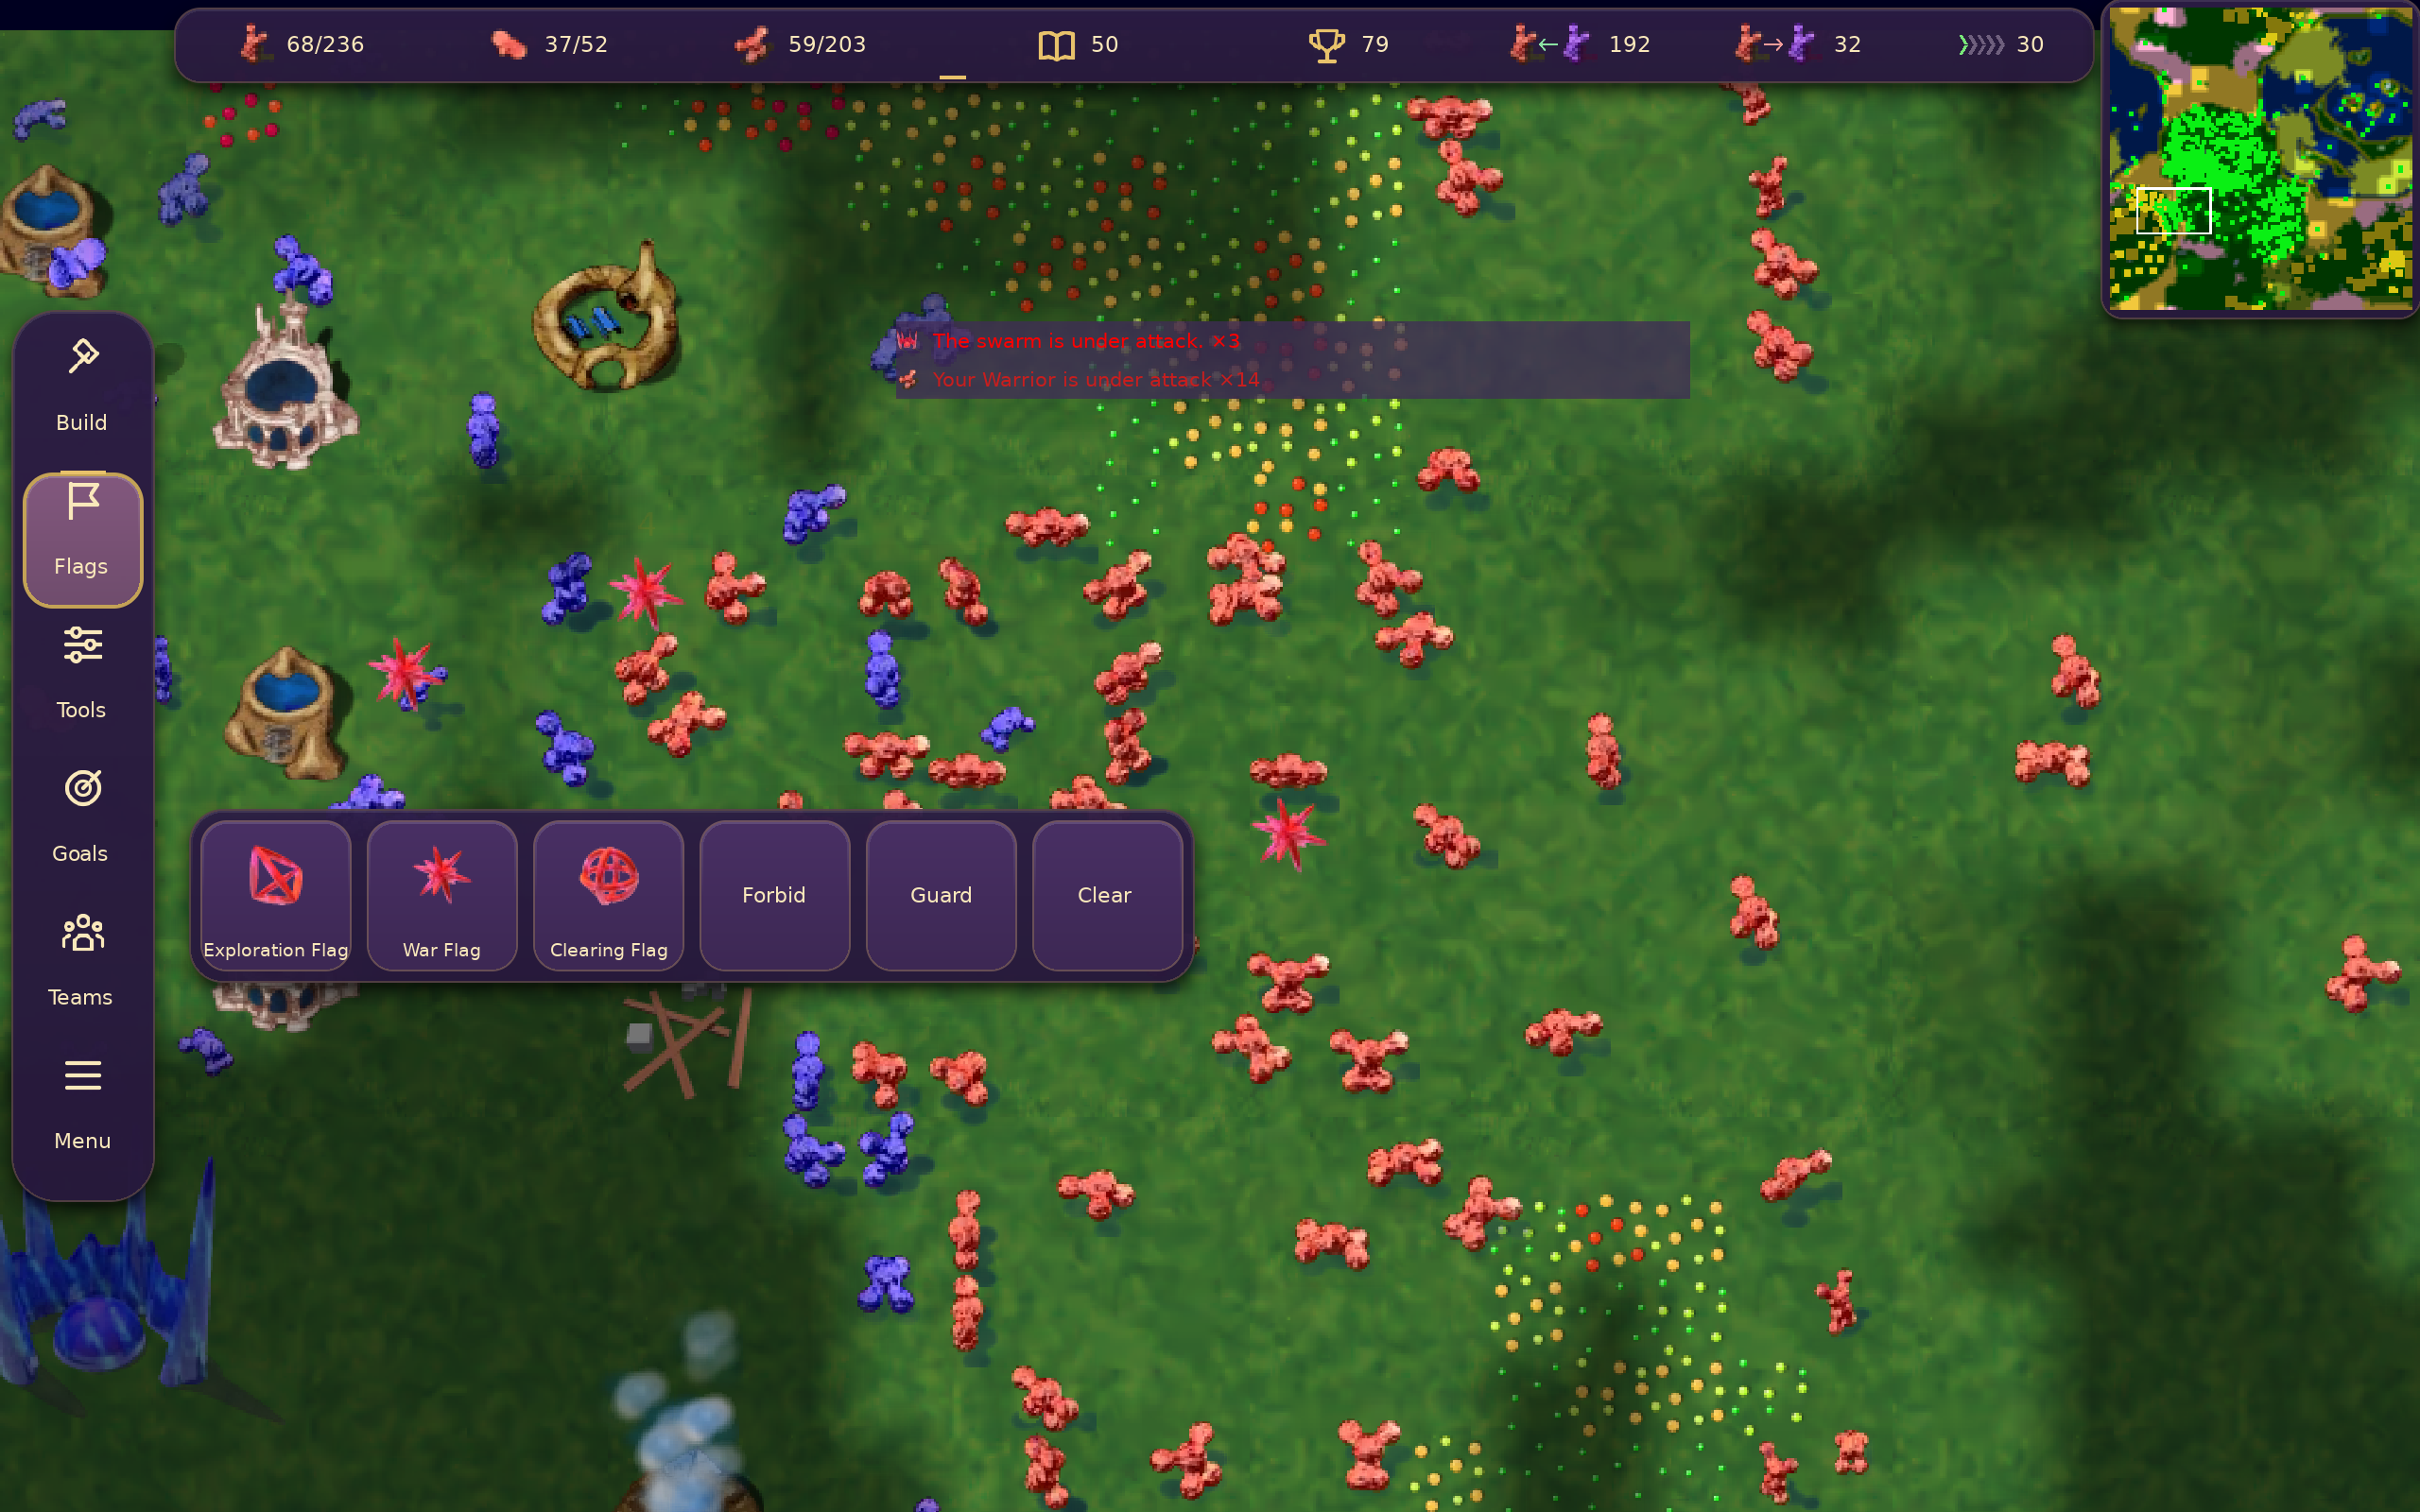 68/236
37/52
59/203
50
79
192
32
30
The swarm is under attack. ×3
Your Warrior is under attack ×14
Build
Flags
Tools
Goals
Teams
Menu
Exploration Flag
War Flag
Clearing Flag
Forbid
Guard
Clear